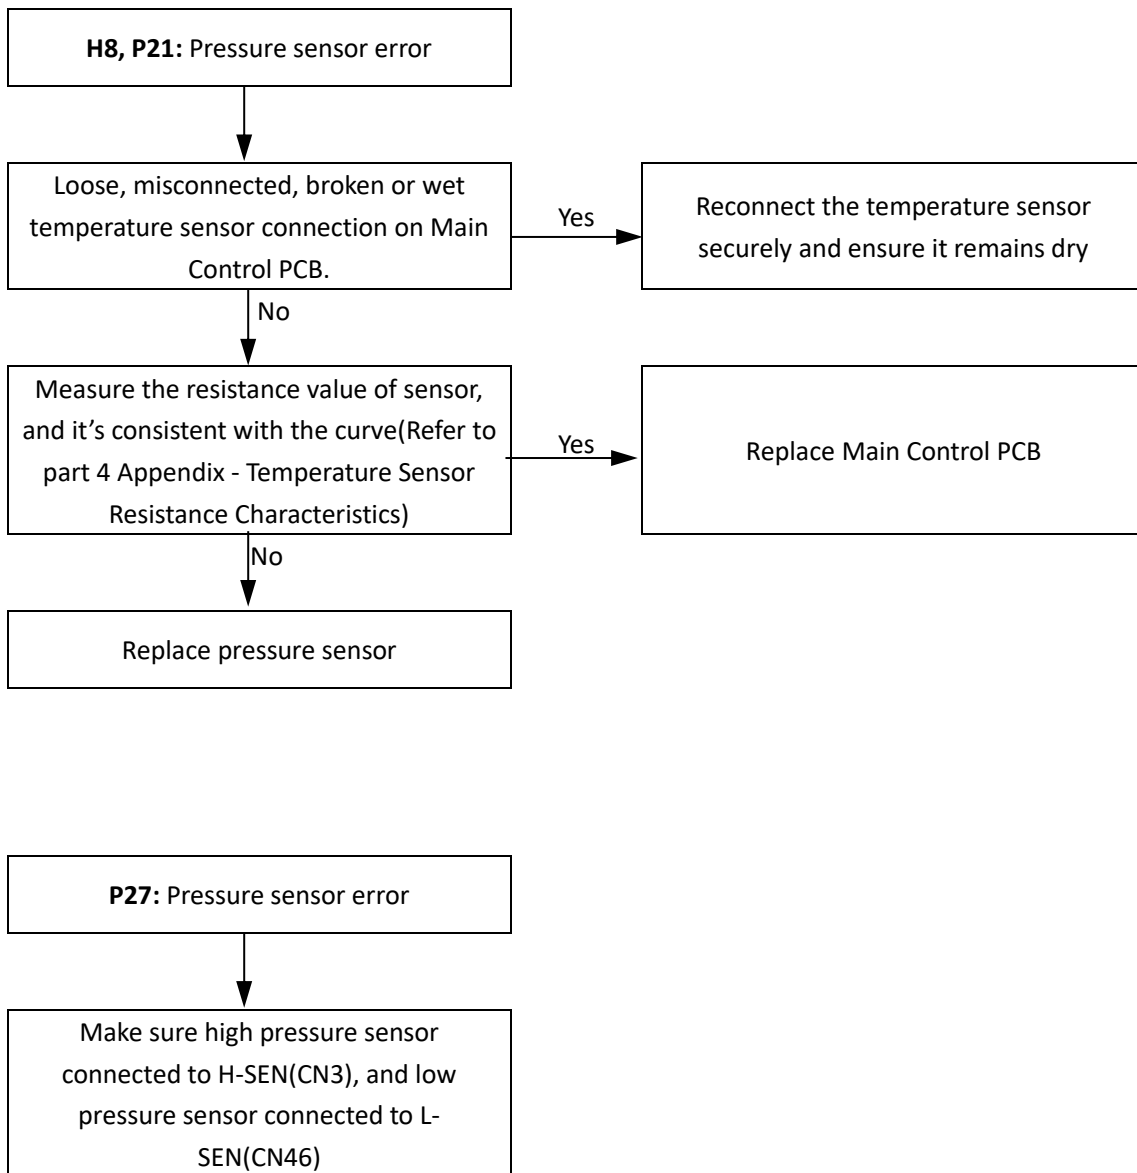 H8, P21: Pressure sensor error
Loose, misconnected, broken or wet
temperature sensor connection on Main
Control PCB.
Yes
Reconnect the temperature sensor
securely and ensure it remains dry
No
Measure the resistance value of sensor,
and it’s consistent with the curve(Refer to
part 4 Appendix - Temperature Sensor
Resistance Characteristics)
Yes
Replace Main Control PCB
No
Replace pressure sensor
P27: Pressure sensor error
Make sure high pressure sensor
connected to H-SEN(CN3), and low
pressure sensor connected to L-
SEN(CN46)